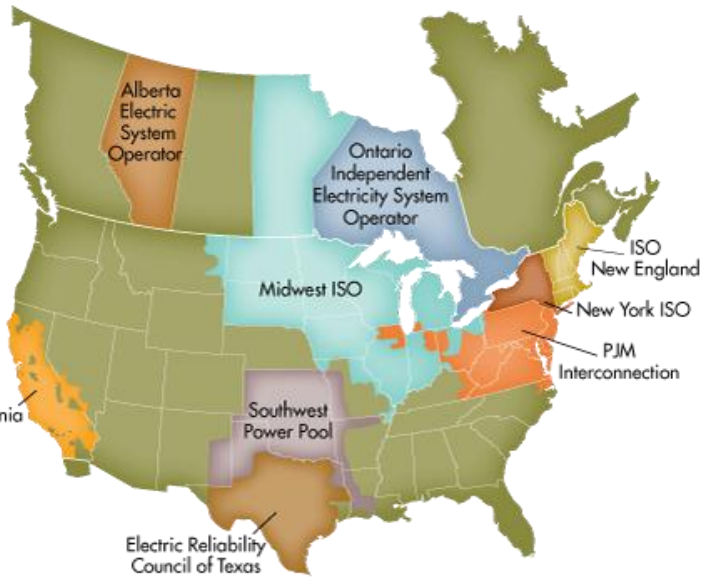 Alberta
Electric
System
Operator
Ontario
Independent
Electricity System
Operator
ISO
New England
Midwest ISO
New York ISO
PJM
Interconnection
nia
Southwest
Power Pool
Electric Reliability
Council of Texas